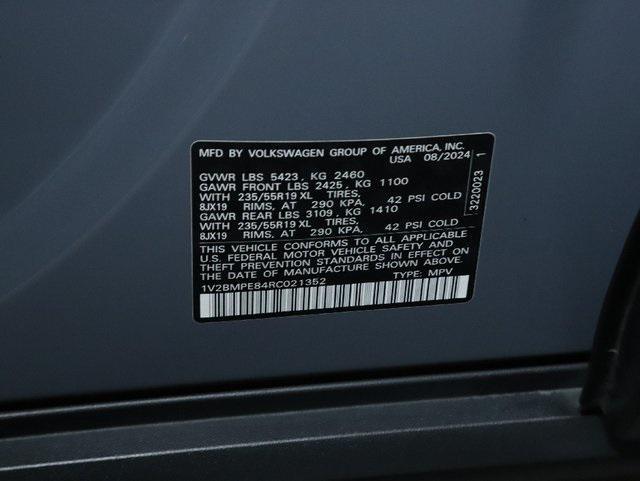 MFD BY VOLKSWAGEN GROUP OF AMERICA, INC.
USA 08/2024
GVWR LBS 5423, KG 2460
GAWR FRONT LBS 2425, KG 1100
WITH 235/55R19 XL TIRES,
8JX19 RIMS, AT 290 KPA. 42 PSI COLD
GAWR REAR LBS 3109, KG 1410
WITH 235/55R19 XL TIRES,
8JX19 RIMS, AT 290 KPA. 42 PSI COLD
THIS VEHICLE CONFORMS TO ALL APPLICABLE
U.S. FEDERAL MOTOR VEHICLE SAFETY AND
THEFT PREVENTION STANDARDS IN EFFECT ON
THE DATE OF MANUFACTURE SHOWN ABOVE.
1V2BMPE84RC021352 TYPE: MPV
3220023 1